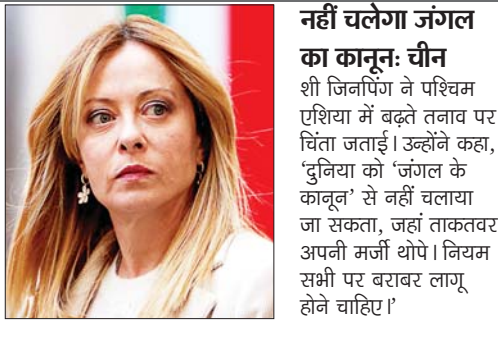 नहीं चलेगा जंगल
का कानूनः चीन
शी जिनपिंग ने पश्चिम
एशिया में बढ़ते तनाव पर
चिंता जताई। उन्होंने कहा,
‘दुनिया को ‘जंगल के
कानून’ से नहीं चलाया
जा सकता, जहां ताकतवर
अपनी मर्जी थोपे। नियम
सभी पर बराबर लागू
होने चाहिए।’